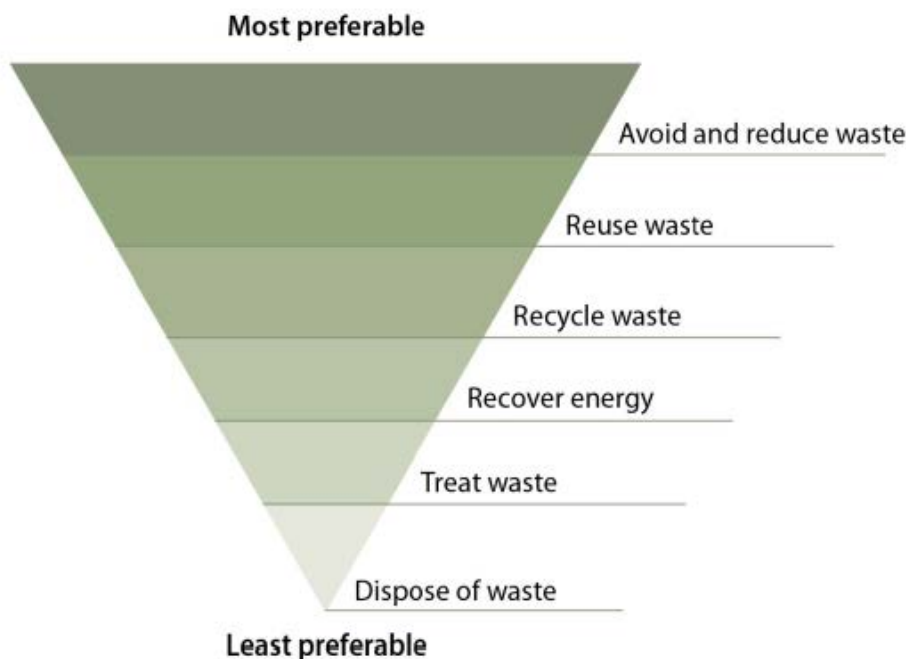 Most preferable
Avoid and reduce waste
Reuse waste
Recycle waste
Recover energy
Treat waste
Dispose of waste
Least preferable